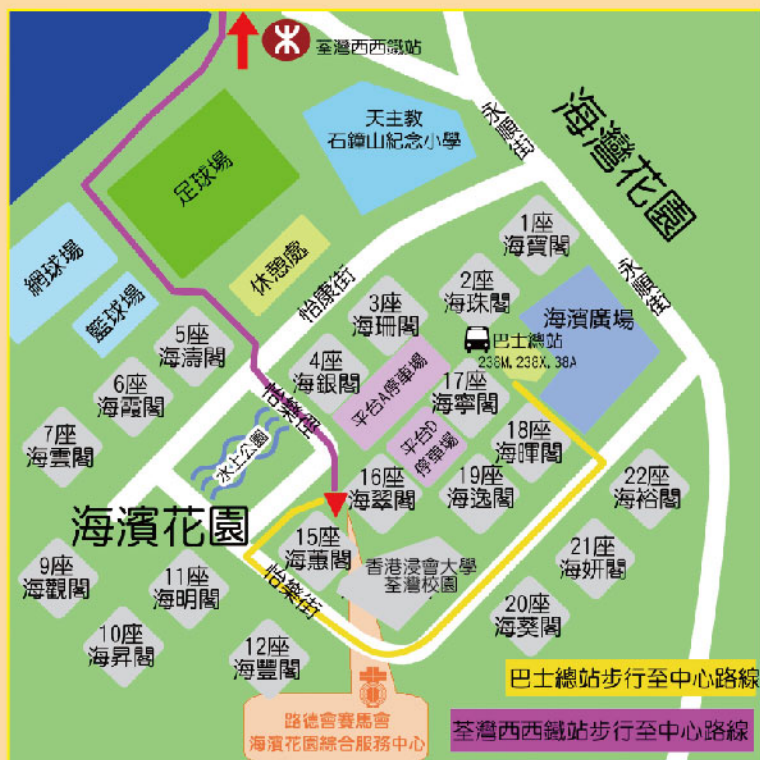 荃灣西西鐵站
天主教
石鐘山紀念小學
永順街
海灣花園
足球場
網球場
籃球場
休憩處
怡康街
永順街
1座
海寶閣
2座
海珠閣
3座
海珊閣
4座
海銀閣
5座
海濤閣
6座
海霞閣
7座
海雲閣
海濱廣場
巴士總站
238M, 238X, 38A
平台A停車場
平台D
停車場
17座
海寧閣
18座
海暉閣
怡樂街
水上公園
16座
海翠閣
19座
海逸閣
22座
海裕閣
海濱花園
15座
海蕙閣
香港浸會大學
荃灣校園
21座
海妍閣
20座
海葵閣
9座
海觀閣
11座
海明閣
怡樂街
10座
海昇閣
12座
海豐閣
巴士總站步行至中心路線
荃灣西西鐵站步行至中心路線
路德會賽馬會
海濱花園綜合服務中心